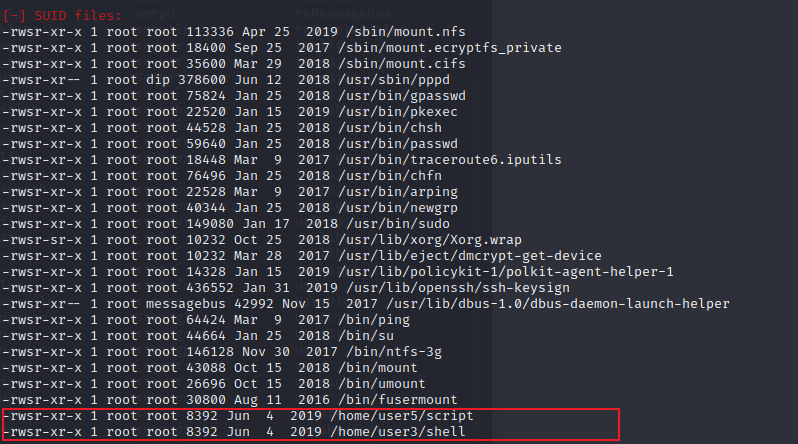 [-] SUID files:
-rwsr-xr-x 1 root root 113336 Apr 25  2019 /sbin/mount.nfs
-rwsr-xr-x 1 root root 18400 Sep 25  2017 /sbin/mount.ecryptfs_private
-rwsr-xr-x 1 root root 35600 Mar 29  2018 /sbin/mount.cifs
-rwsr-xr-- 1 root dip 378600 Jun 12  2018 /usr/sbin/pppd
-rwsr-xr-x 1 root root 75824 Jan 25  2018 /usr/bin/gpasswd
-rwsr-xr-x 1 root root 22520 Jan 15  2019 /usr/bin/pkexec
-rwsr-xr-x 1 root root 44528 Jan 25  2018 /usr/bin/chsh
-rwsr-xr-x 1 root root 59640 Jan 25  2018 /usr/bin/passwd
-rwsr-xr-x 1 root root 18448 Mar  9  2017 /usr/bin/traceroute6.iputils
-rwsr-xr-x 1 root root 76496 Jan 25  2018 /usr/bin/chfn
-rwsr-xr-x 1 root root 22528 Mar  9  2017 /usr/bin/arping
-rwsr-xr-x 1 root root 40344 Jan 25  2018 /usr/bin/newgrp
-rwsr-xr-x 1 root root 149080 Jan 17  2018 /usr/bin/sudo
-rwsr-sr-x 1 root root 10232 Oct 25  2018 /usr/lib/xorg/Xorg.wrap
-rwsr-xr-x 1 root root 10232 Mar 28  2017 /usr/lib/eject/dmcrypt-get-device
-rwsr-xr-x 1 root root 14328 Jan 15  2019 /usr/lib/policykit-1/polkit-agent-helper-1
-rwsr-xr-x 1 root root 436552 Jan 31  2019 /usr/lib/openssh/ssh-keysign
-rwsr-xr-- 1 root messagebus 42992 Nov 15  2017 /usr/lib/dbus-1.0/dbus-daemon-launch-helper
-rwsr-xr-x 1 root root 64424 Mar  9  2017 /bin/ping
-rwsr-xr-x 1 root root 44664 Jan 25  2018 /bin/su
-rwsr-xr-x 1 root root 146128 Nov 30  2017 /bin/ntfs-3g
-rwsr-xr-x 1 root root 43088 Oct 15  2018 /bin/mount
-rwsr-xr-x 1 root root 26696 Oct 15  2018 /bin/umount
-rwsr-xr-x 1 root root 30800 Aug 11  2016 /bin/fusermount
-rwsr-xr-x 1 root root 8392 Jun  4  2019 /home/user5/script
-rwsr-xr-x 1 root root 8392 Jun  4  2019 /home/user3/shell